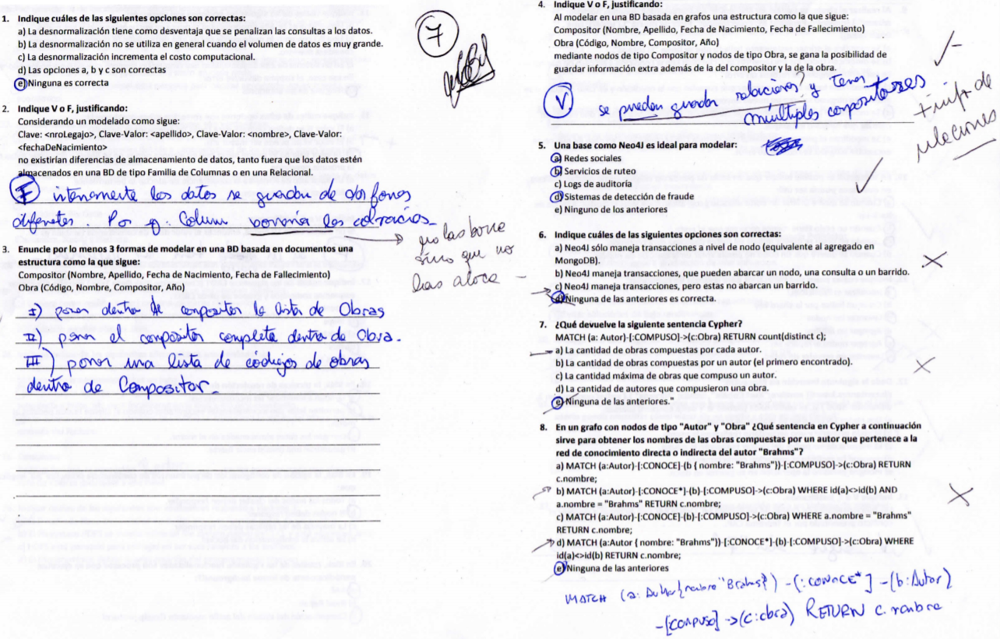 1. Indique cuáles de las siguientes opciones son correctas:
a) La desnormalización tiene como desventaja que se penalizan las consultas a los datos.
b) La desnormalización no se utiliza en general cuando el volumen de datos es muy grande.
c) La desnormalización incrementa el costo computacional.
d) Las opciones a, b y c son correctas
e) Ninguna es correcta
7
2. Indique V o F, justificando:
Considerando un modelado como sigue:
Clave: <nroLegajo>, Clave-Valor: <apellido>, Clave-Valor: <nombre>, Clave-Valor:
<fechaDeNacimiento>
no existirían diferencias de almacenamiento de datos, tanto fuera que los datos estén
almacenados en una BD de tipo Familia de Columnas o en una Relacional.
F internamente los datos se guardan de dos formas
diferentes. Por ej. Column borraría los
no las borra
sino que no
las aloca
3. Enuncie por lo menos 3 formas de modelar en una BD basada en documentos una
estructura como la que sigue:
Compositor (Nombre, Apellido, Fecha de Nacimiento, Fecha de Fallecimiento)
Obra (Código, Nombre, Compositor, Año)
I) poner dentro de compositor la lista de Obras
II) poner el compositor completo dentro de Obra.
III) poner una lista de códigos de obras
dentro de Compositor.
4. Indique V o F, justificando:
Al modelar en una BD basada en grafos una estructura como la que sigue:
Compositor (Nombre, Apellido, Fecha de Nacimiento, Fecha de Fallecimiento)
Obra (Código, Nombre, Compositor, Año)
mediante nodos de tipo Compositor y nodos de tipo Obra, se gana la posibilidad de
guardar información extra además de la del compositor y la de la obra.
V se pueden guardar relaciones? y tener
múltiples compositores
+ info de
relaciones
5. Una base como Neo4J es ideal para modelar:
a) Redes sociales
b) Servicios de ruteo
c) Logs de auditoría
d) Sistemas de detección de fraude
e) Ninguno de los anteriores
6. Indique cuáles de las siguientes opciones son correctas:
a) Neo4J sólo maneja transacciones a nivel de nodo (equivalente al agregado en
MongoDB).
b) Neo4J maneja transacciones, que pueden abarcar un nodo, una consulta o un barrido.
c) Neo4J maneja transacciones, pero estas no abarcan un barrido.
d) Ninguna de las anteriores es correcta.
7. ¿Qué devuelve la siguiente sentencia Cypher?
MATCH (a: Autor)-[:COMPUSO]->(c:Obra) RETURN count(distinct c);
a) La cantidad de obras compuestas por cada autor.
b) La cantidad de obras compuestas por un autor (el primero encontrado).
c) La cantidad máxima de obras que compuso un autor.
d) La cantidad de autores que compusieron una obra.
e) Ninguna de las anteriores."
8. En un grafo con nodos de tipo "Autor" y "Obra" ¿Qué sentencia en Cypher a continuación
sirve para obtener los nombres de las obras compuestas por un autor que pertenece a la
red de conocimiento directa o indirecta del autor "Brahms"?
a) MATCH (a:Autor)-[:CONOCE]-(b { nombre: "Brahms"})-[:COMPUSO]->(c:Obra) RETURN
c.nombre;
b) MATCH (a:Autor)-[:CONOCE*]-(b)-[:COMPUSO]->(c:Obra) WHERE id(a)<>id(b) AND
a.nombre = "Brahms" RETURN c.nombre;
c) MATCH (a:Autor)-[:CONOCE]-(b)-[:COMPUSO]->(c:Obra) WHERE a.nombre = "Brahms"
RETURN c.nombre;
d) MATCH (a:Autor { nombre: "Brahms"})-[:CONOCE*]-(b)-[:COMPUSO]->(c:Obra) WHERE
id(a)<>id(b) RETURN c.nombre;
e) Ninguna de las anteriores
MATCH (a: Autor{nombre "Brahms"}) -(:CONOCE*] -(b:Autor)
-[COMPUSO] ->(c:obra) RETURN c.nombre